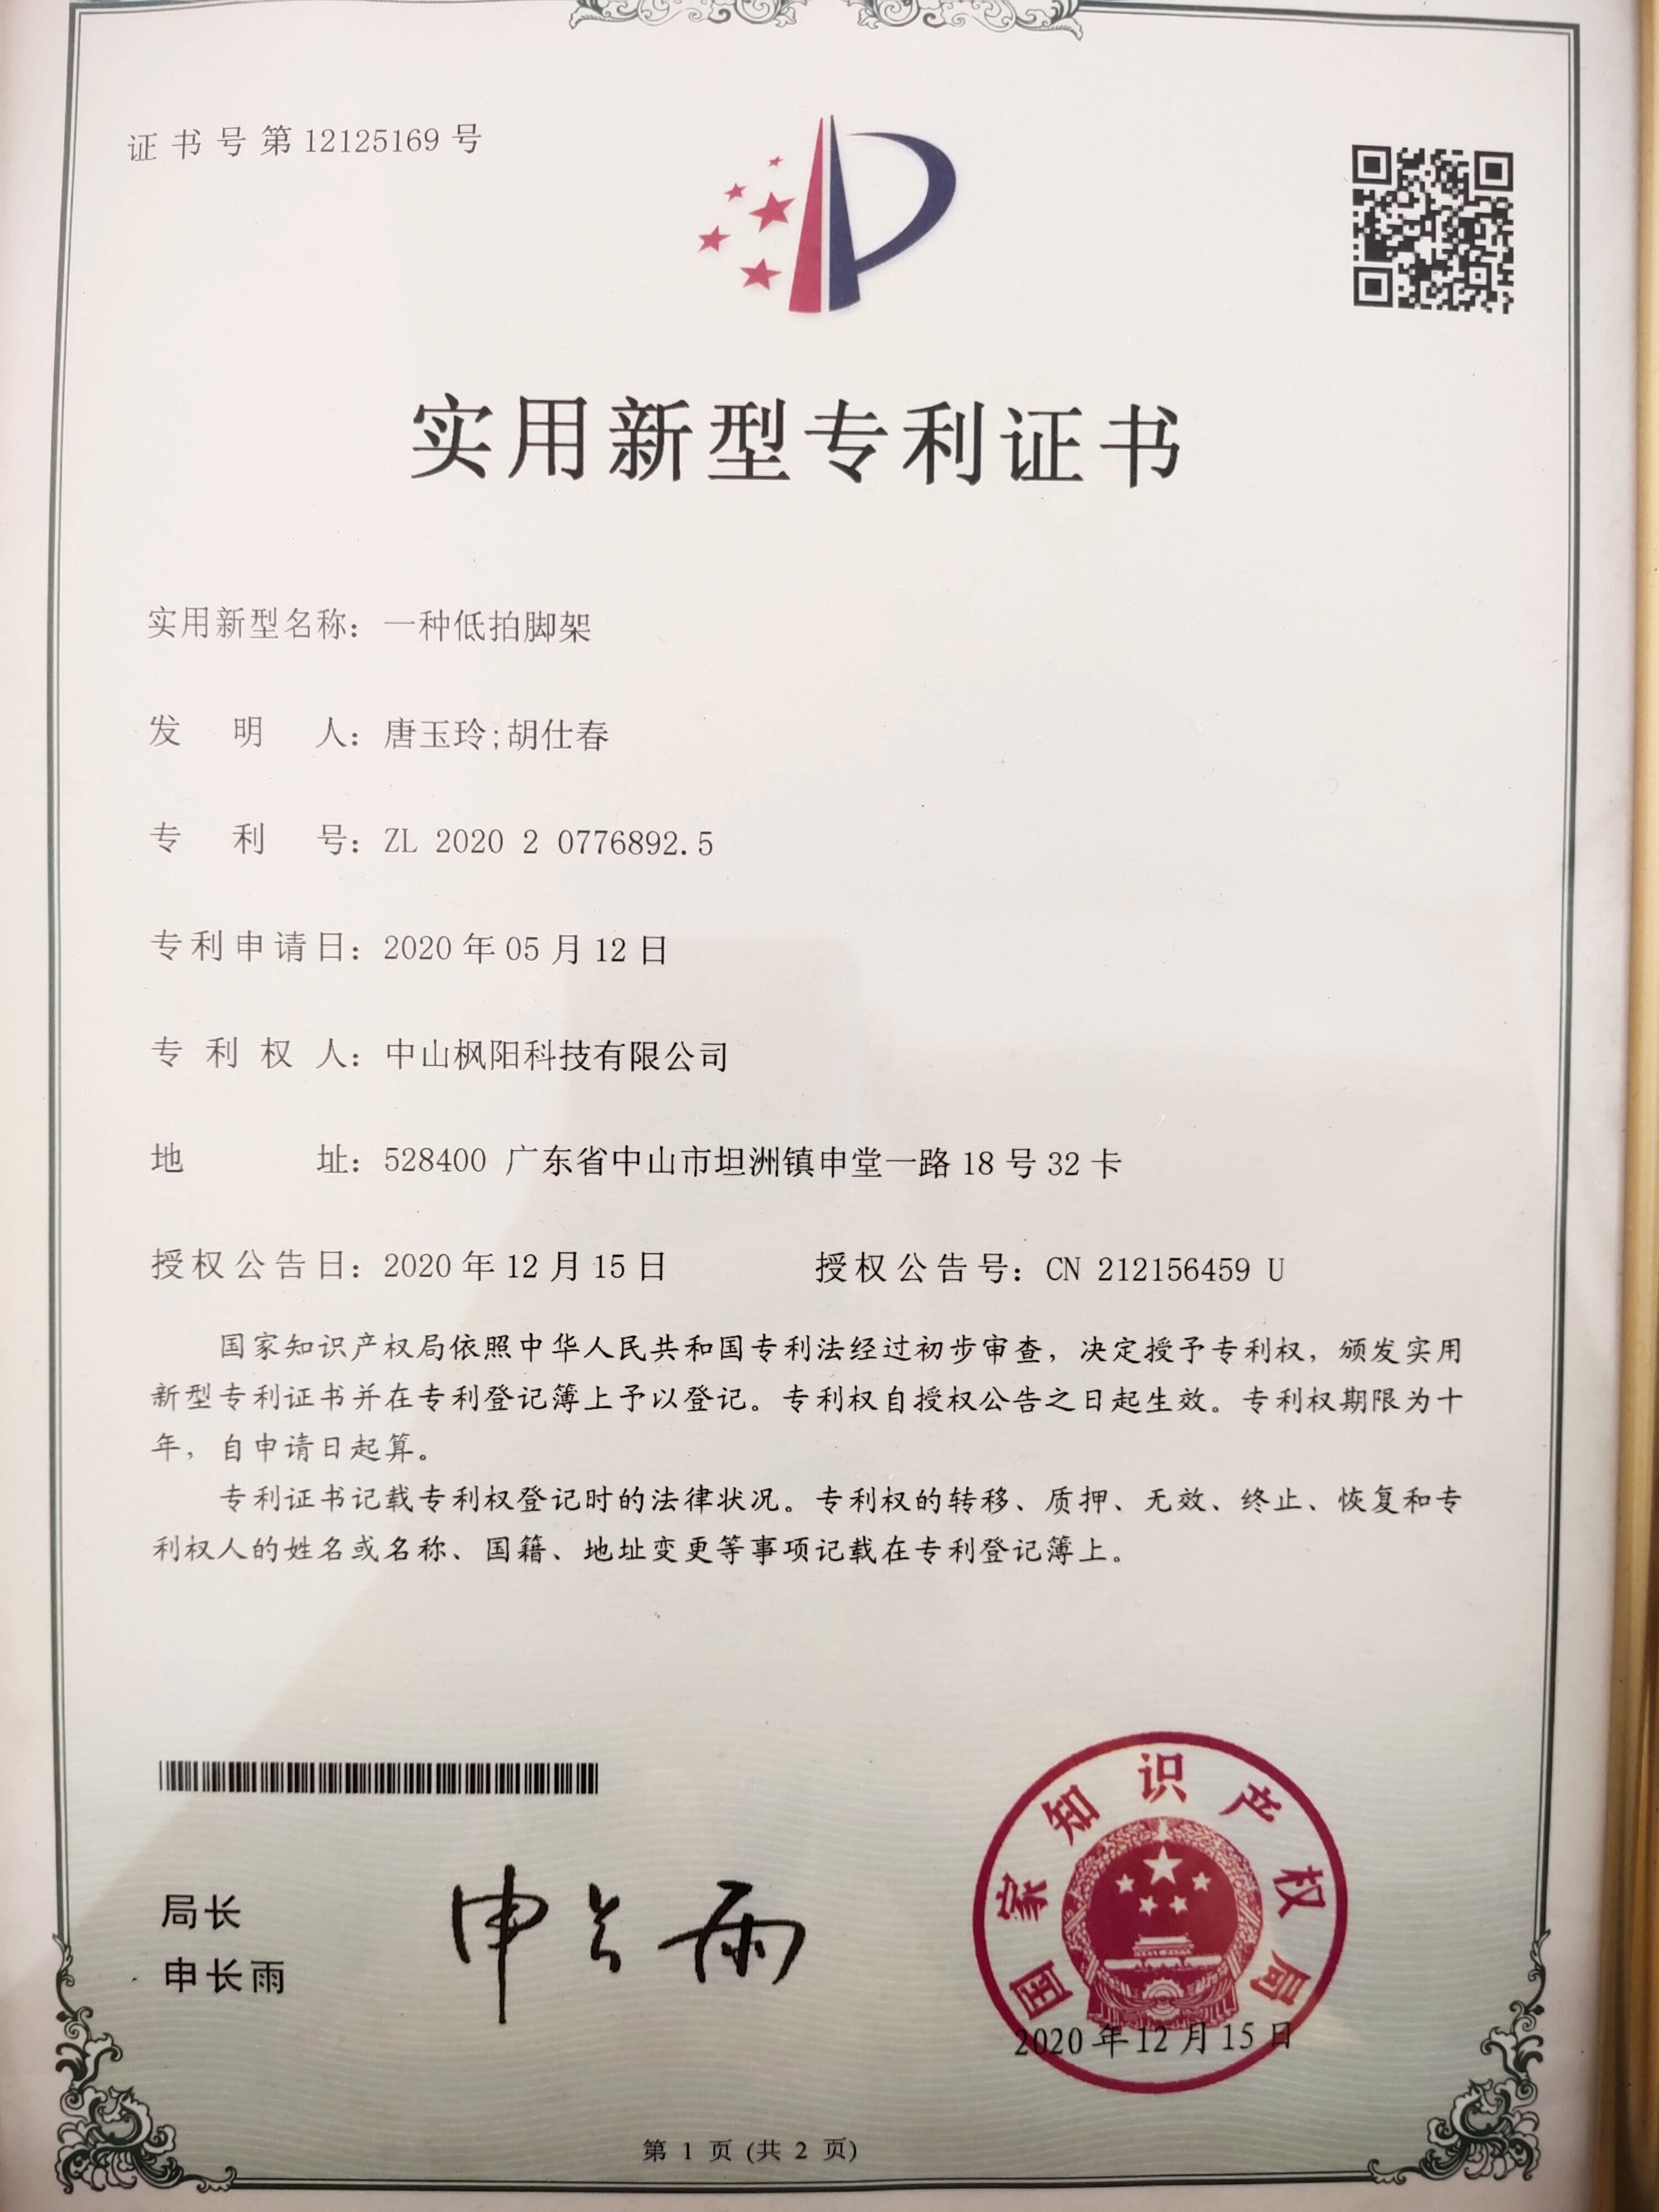 证书号第12125169号
实用新型专利证书
实用新型名称：一种低拍脚架
发明人：唐玉玲;胡仕春
专利号：ZL 2020 2 0776892.5
专利申请日：2020年05月12日
专利权人：中山枫阳科技有限公司
地址：528400 广东省中山市坦洲镇申堂一路18号32卡
授权公告日：2020年12月15日 授权公告号：CN 212156459 U
国家知识产权局依照中华人民共和国专利法经过初步审查，决定授予专利权，颁发实用
新型专利证书并在专利登记簿上予以登记。专利权自授权公告之日起生效。专利权期限为十
年，自申请日起算。
专利证书记载专利权登记时的法律状况。专利权的转移、质押、无效、终止、恢复和专
利权人的姓名或名称、国籍、地址变更等事项记载在专利登记簿上。
局长
申长雨
申长雨
国家知识产权局
2020年12月15日
第 1 页 (共 2 页)